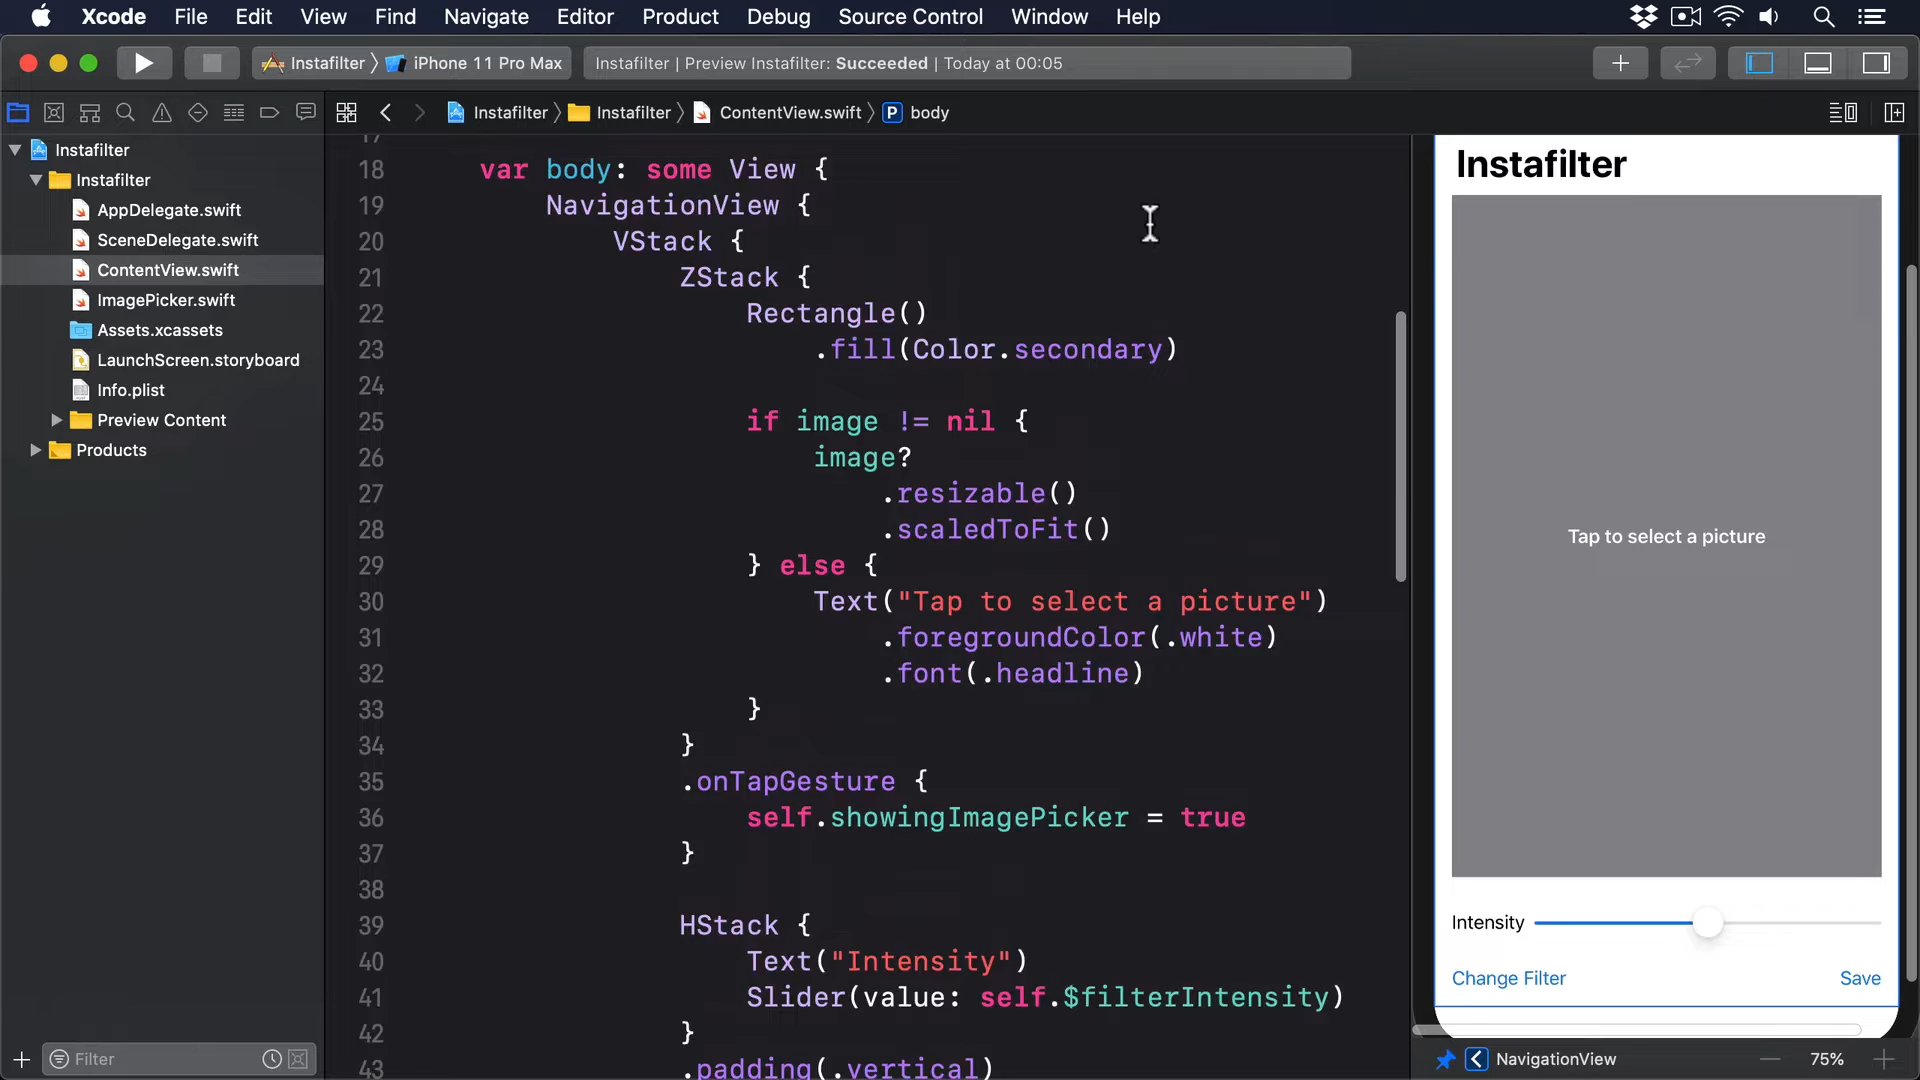 Xcode File Edit View Find Navigate Editor Product Debug Source Control Window Help
Instafilter 〉 iPhone 11 Pro Max
Instafilter | Preview Instafilter: Succeeded | Today at 00:05
Instafilter 〉 Instafilter 〉 ContentView.swift 〉 P body
Instafilter
Instafilter
AppDelegate.swift
SceneDelegate.swift
ContentView.swift
ImagePicker.swift
Assets.xcassets
LaunchScreen.storyboard
Info.plist
Preview Content
Products
Filter
17
18 var body: some View {
19 NavigationView {
20 VStack {
21 ZStack {
22 Rectangle()
23 .fill(Color.secondary)
24
25 if image != nil {
26 image?
27 .resizable()
28 .scaledToFit()
29 } else {
30 Text("Tap to select a picture")
31 .foregroundColor(.white)
32 .font(.headline)
33 }
34 }
35 .onTapGesture {
36 self.showingImagePicker = true
37 }
38
39 HStack {
40 Text("Intensity")
41 Slider(value: self.$filterIntensity)
42 }
43 .padding(.vertical)
Instafilter
Tap to select a picture
Intensity
Change Filter Save
NavigationView 75%